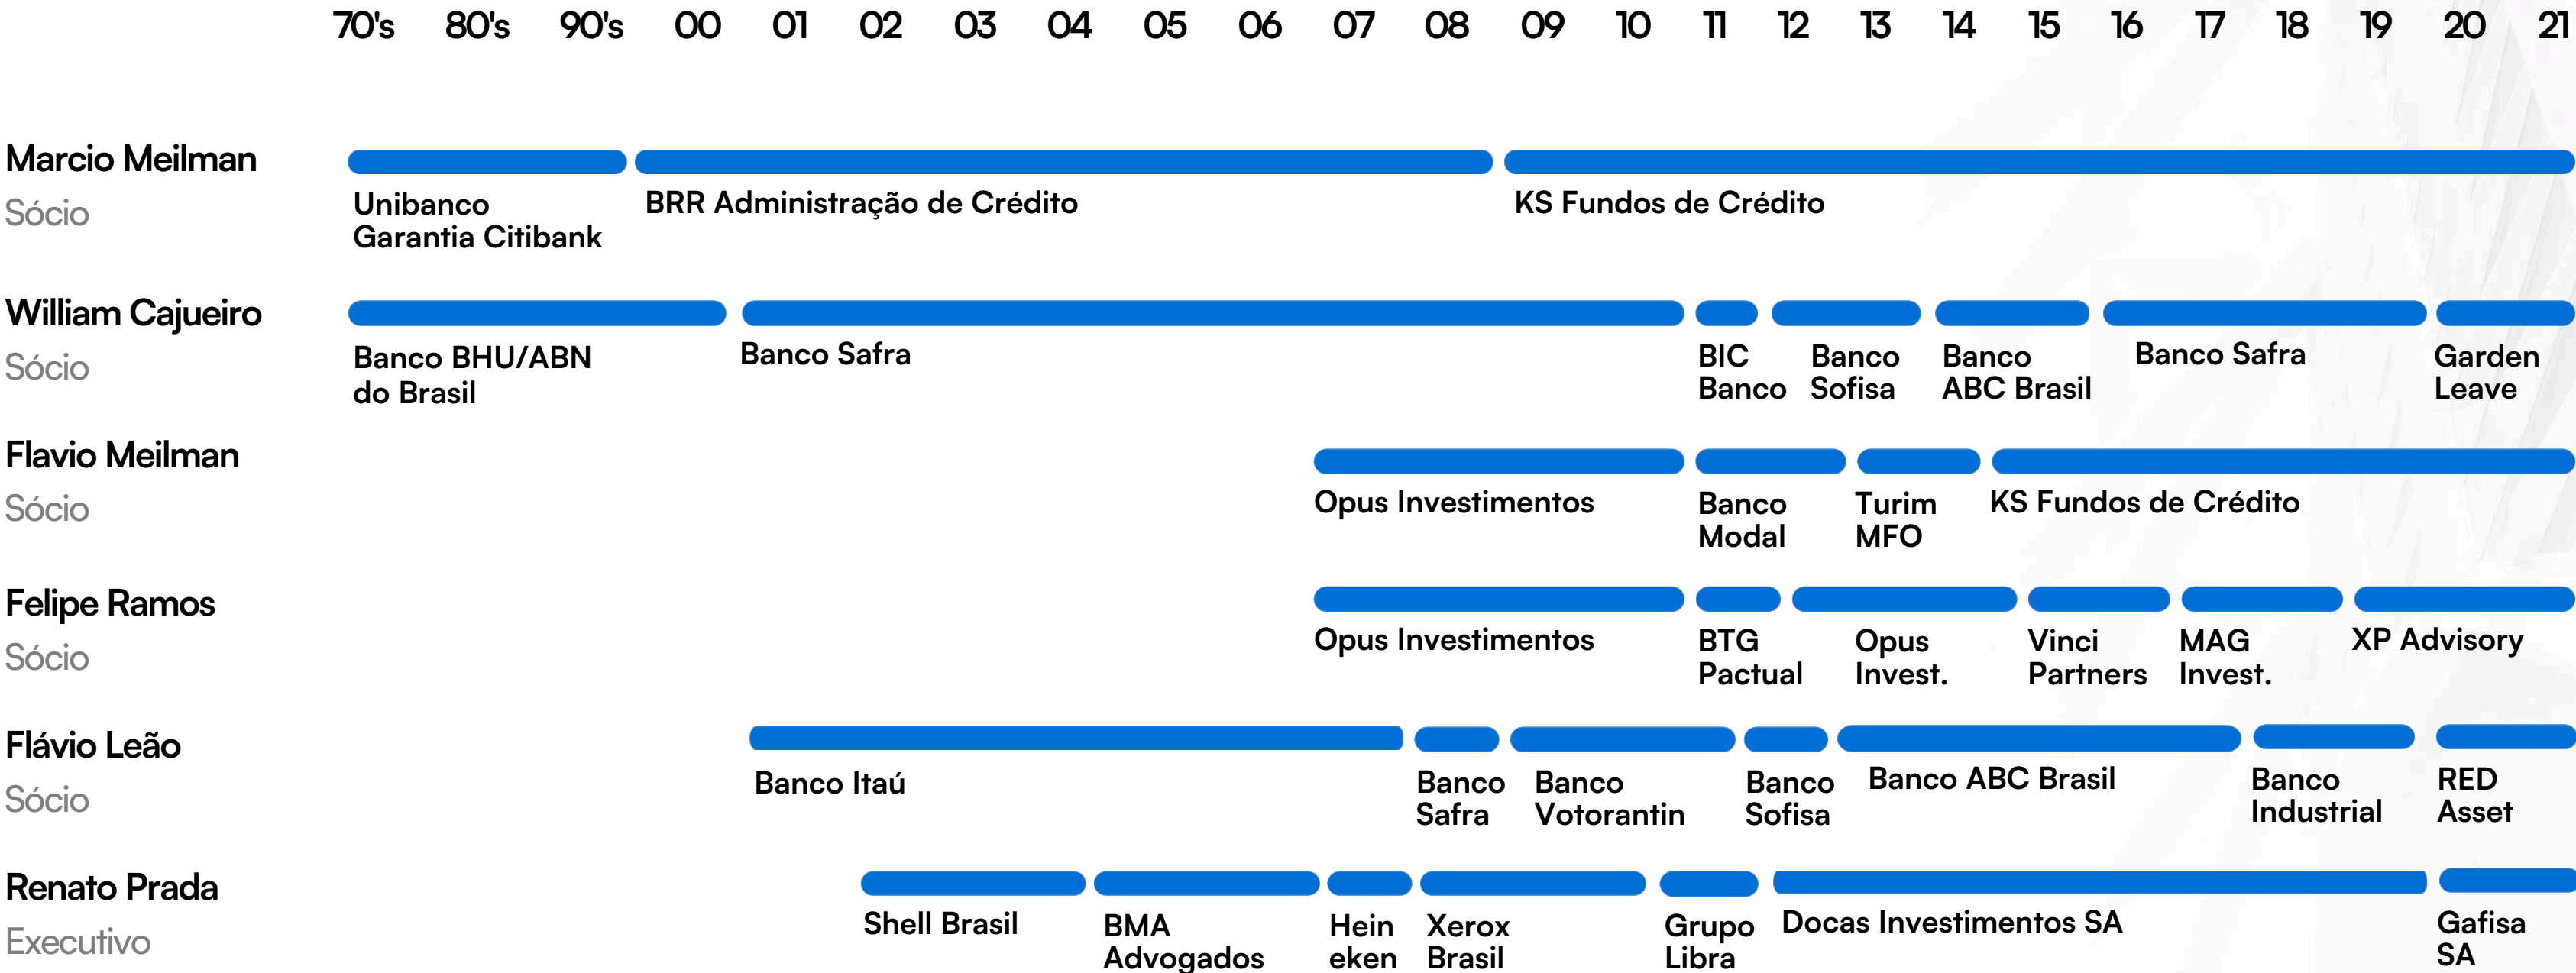 70's 80's 90's 00 01 02 03 04 05 06 07 08 09 10 11 12 13 14 15 16 17 18 19 20 21
Marcio Meilman
Sócio
Unibanco
Garantia Citibank
BRR Administração de Crédito
KS Fundos de Crédito
William Cajueiro
Sócio
Banco BHU/ABN
do Brasil
Banco Safra
BIC
Banco
Banco
Sofisa
Banco
ABC Brasil
Banco Safra
Garden
Leave
Flavio Meilman
Sócio
Opus Investimentos
Banco
Modal
Turim
MFO
KS Fundos de Crédito
Felipe Ramos
Sócio
Opus Investimentos
BTG
Pactual
Opus
Invest.
Vinci
Partners
MAG
Invest.
XP Advisory
Flávio Leão
Sócio
Banco Itaú
Banco
Safra
Banco
Votorantin
Banco
Sofisa
Banco ABC Brasil
Banco
Industrial
RED
Asset
Renato Prada
Executivo
Shell Brasil
BMA
Advogados
Hein
eken
Xerox
Brasil
Grupo
Libra
Docas Investimentos SA
Gafisa
SA